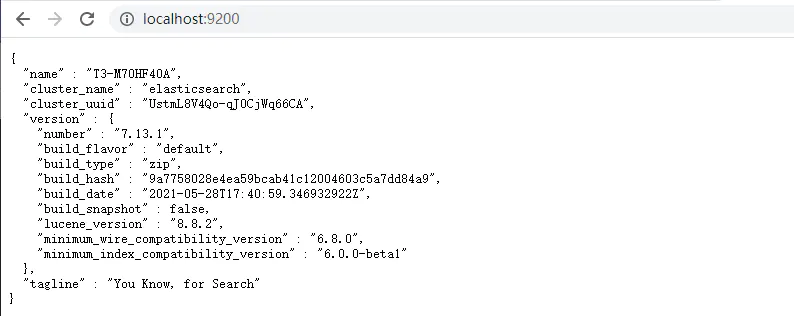 localhost:9200
{
  "name" : "T3-M70HF40A",
  "cluster_name" : "elasticsearch",
  "cluster_uuid" : "UstmL8V4Qo-qJ0CjWq66CA",
  "version" : {
    "number" : "7.13.1",
    "build_flavor" : "default",
    "build_type" : "zip",
    "build_hash" : "9a7758028e4ea59bcab41c12004603c5a7dd84a9",
    "build_date" : "2021-05-28T17:40:59.346932922Z",
    "build_snapshot" : false,
    "lucene_version" : "8.8.2",
    "minimum_wire_compatibility_version" : "6.8.0",
    "minimum_index_compatibility_version" : "6.0.0-beta1"
  },
  "tagline" : "You Know, for Search"
}